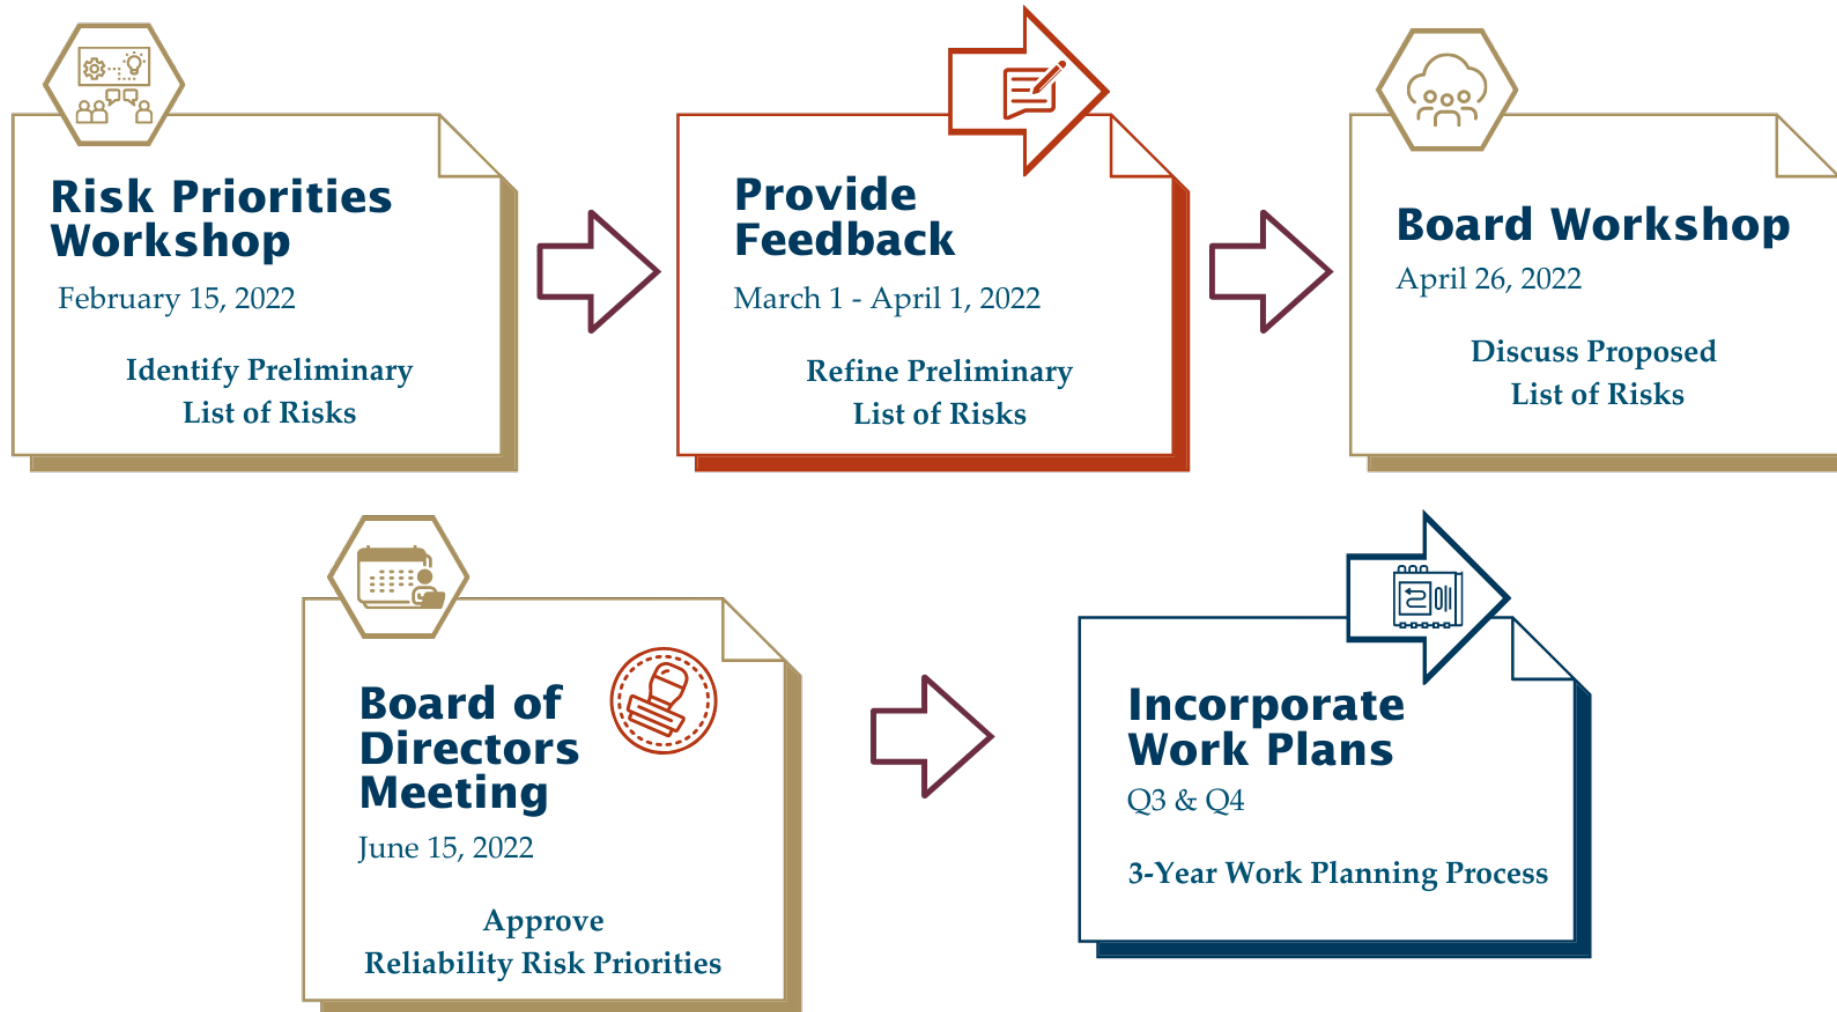 Risk Priorities
Workshop
February 15, 2022
Identify Preliminary
List of Risks
Provide
Feedback
March 1 - April 1, 2022
Refine Preliminary
List of Risks
Board Workshop
April 26, 2022
Discuss Proposed
List of Risks
Board of
Directors
Meeting
June 15, 2022
Approve
Reliability Risk Priorities
Incorporate
Work Plans
Q3 & Q4
3-Year Work Planning Process